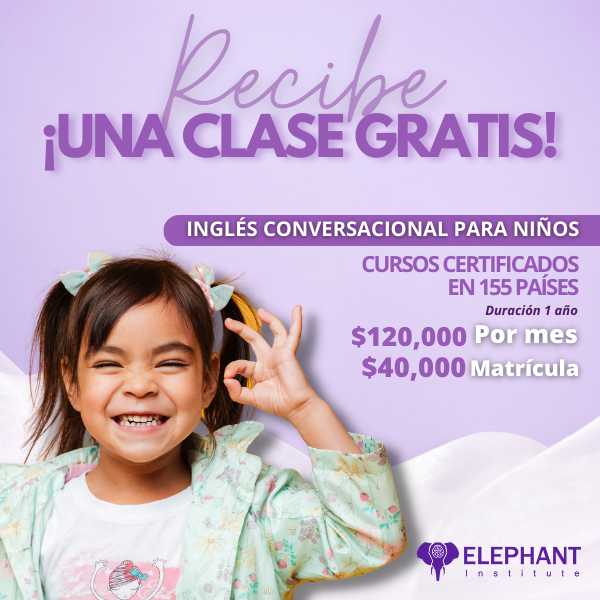 Recibe
¡UNA CLASE GRATIS!
INGLÉS CONVERSACIONAL PARA NIÑOS
CURSOS CERTIFICADOS
EN 155 PAÍSES
Duración 1 año
$120,000 Por mes
$40,000 Matrícula
ELEPHANT
Institute